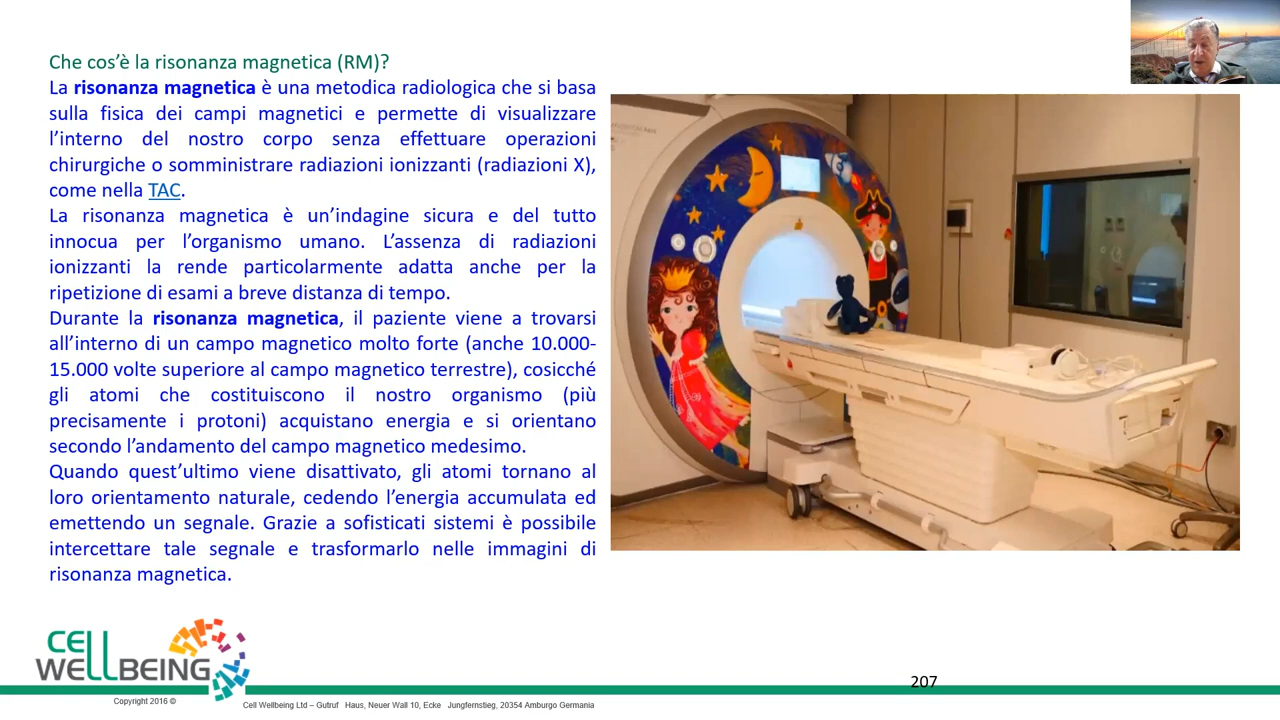 Che cos’è la risonanza magnetica (RM)?
La risonanza magnetica è una metodica radiologica che si basa
sulla fisica dei campi magnetici e permette di visualizzare
l’interno del nostro corpo senza effettuare operazioni
chirurgiche o somministrare radiazioni ionizzanti (radiazioni X),
come nella TAC.
La risonanza magnetica è un’indagine sicura e del tutto
innocua per l’organismo umano. L’assenza di radiazioni
ionizzanti la rende particolarmente adatta anche per la
ripetizione di esami a breve distanza di tempo.
Durante la risonanza magnetica, il paziente viene a trovarsi
all’interno di un campo magnetico molto forte (anche 10.000-
15.000 volte superiore al campo magnetico terrestre), cosicché
gli atomi che costituiscono il nostro organismo (più
precisamente i protoni) acquistano energia e si orientano
secondo l’andamento del campo magnetico medesimo.
Quando quest’ultimo viene disattivato, gli atomi tornano al
loro orientamento naturale, cedendo l’energia accumulata ed
emettendo un segnale. Grazie a sofisticati sistemi è possibile
intercettare tale segnale e trasformarlo nelle immagini di
risonanza magnetica.
CELL
WELLBEING
207
Copyright 2016 ©
Cell Wellbeing Ltd – Gutruf Haus, Neuer Wall 10, Ecke Jungfernstieg, 20354 Amburgo Germania